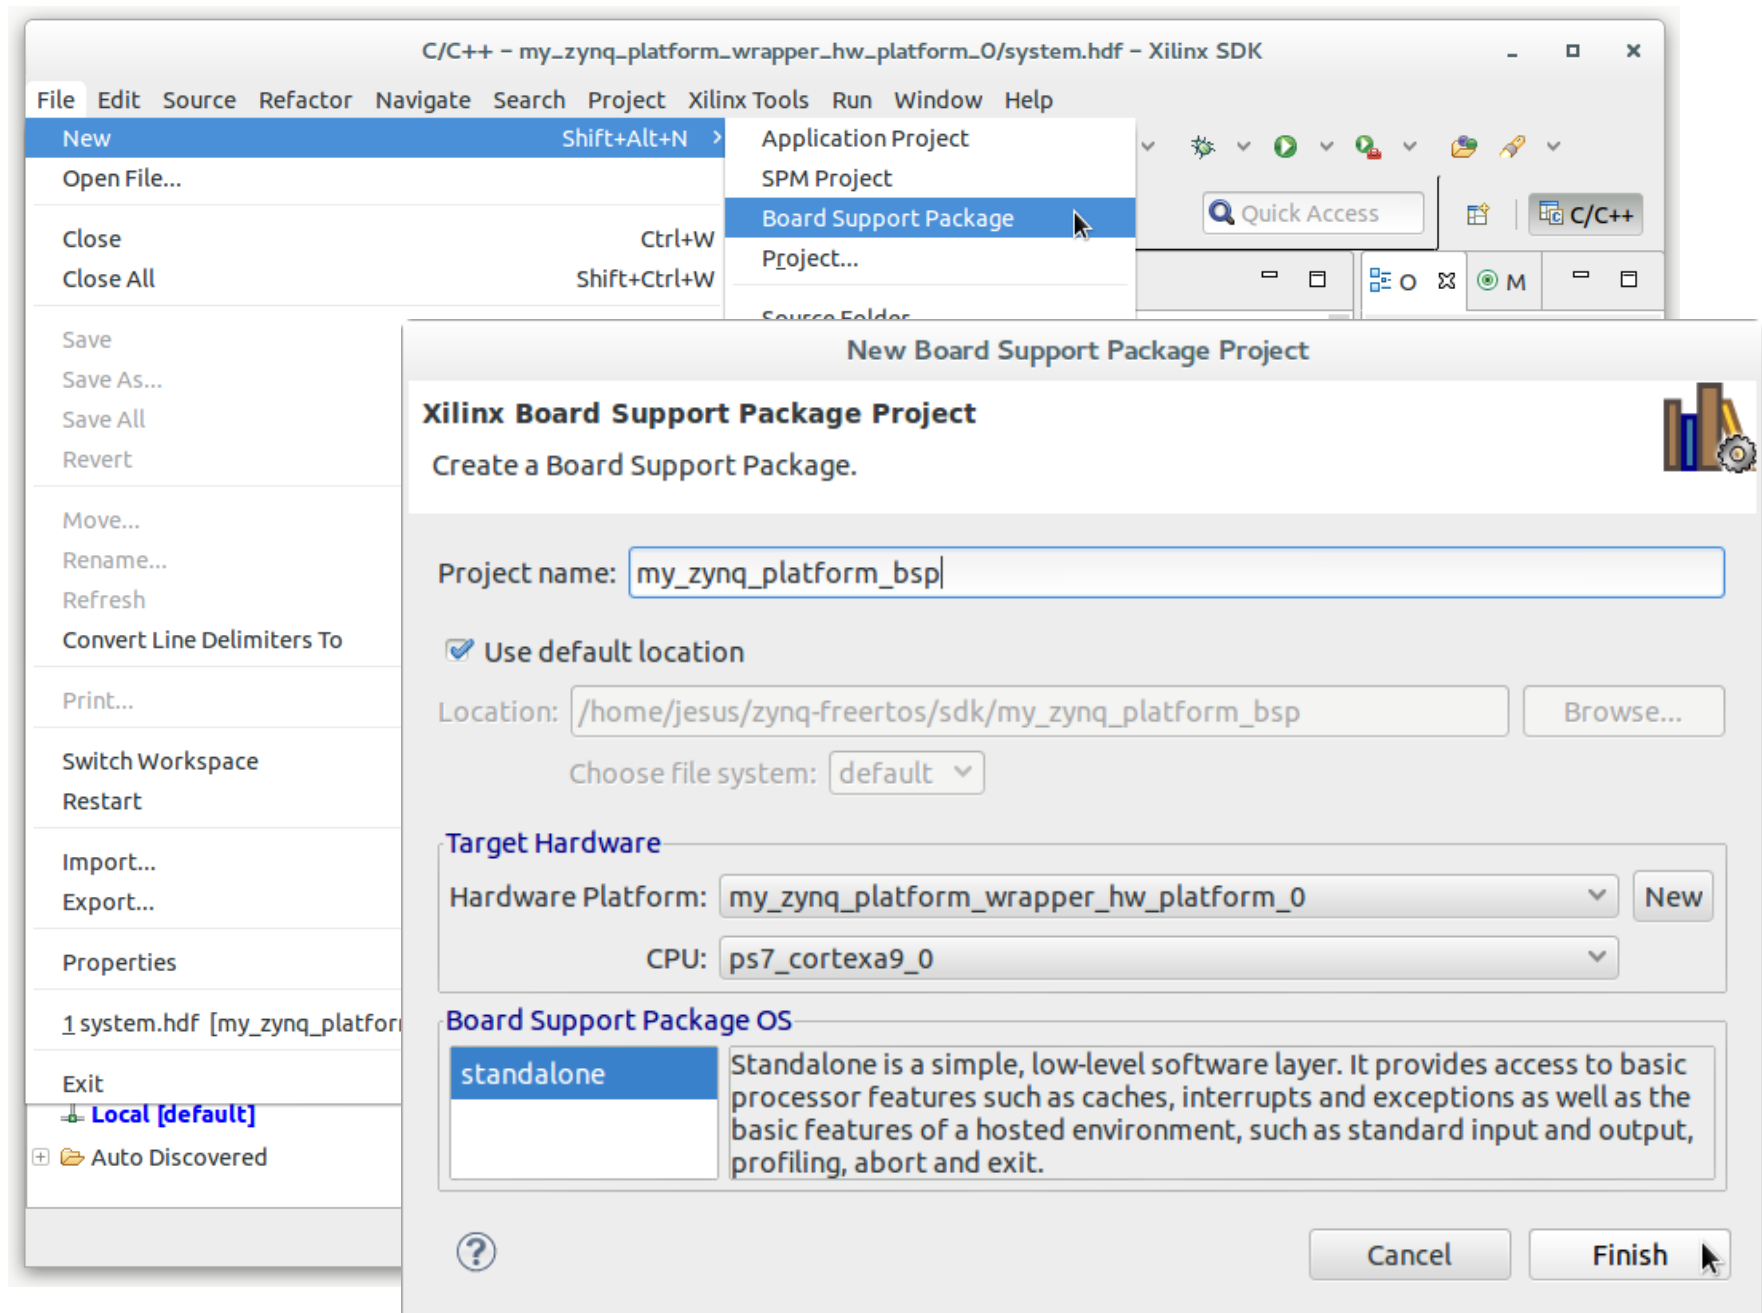 C/C++ – my_zynq_platform_wrapper_hw_platform_0/system.hdf – Xilinx SDK
File Edit Source Refactor Navigate Search Project Xilinx Tools Run Window Help
New Shift+Alt+N
Open File...
Close Ctrl+W
Close All Shift+Ctrl+W
Save
Save As...
Save All
Revert
Move...
Rename...
Refresh
Convert Line Delimiters To
Print...
Switch Workspace
Restart
Import...
Export...
Properties
1 system.hdf [my_zynq_platfor
Exit
Local [default]
Auto Discovered
Application Project
SPM Project
Board Support Package
Project...
Source Folder
Quick Access
C/C++
O
M
New Board Support Package Project
Xilinx Board Support Package Project
Create a Board Support Package.
Project name: my_zynq_platform_bsp
Use default location
Location: /home/jesus/zynq-freertos/sdk/my_zynq_platform_bsp Browse...
Choose file system: default
Target Hardware
Hardware Platform: my_zynq_platform_wrapper_hw_platform_0 New
CPU: ps7_cortexa9_0
Board Support Package OS
standalone
Standalone is a simple, low-level software layer. It provides access to basic
processor features such as caches, interrupts and exceptions as well as the
basic features of a hosted environment, such as standard input and output,
profiling, abort and exit.
?
Cancel Finish